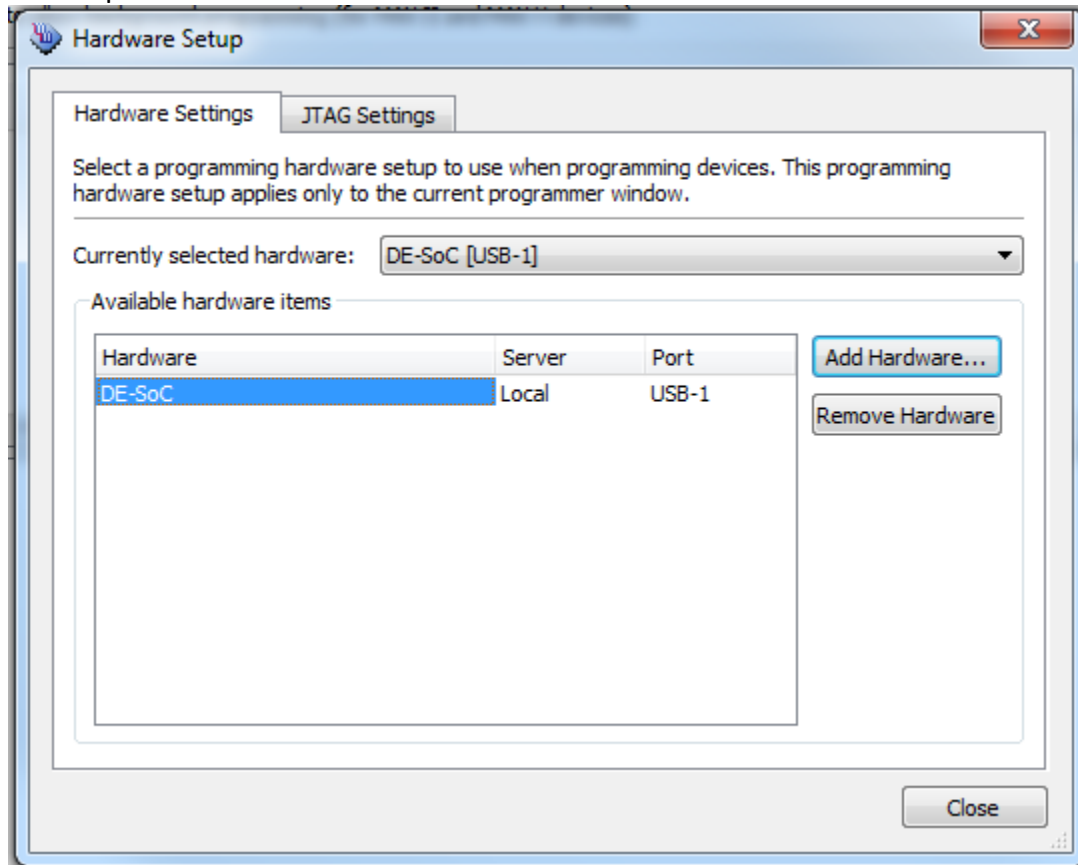 Hardware Setup
Hardware Settings
JTAG Settings
Select a programming hardware setup to use when programming devices. This programming
hardware setup applies only to the current programmer window.
Currently selected hardware:
DE-SoC [USB-1]
Available hardware items
Hardware Server Port
DE-SoC Local USB-1
Add Hardware...
Remove Hardware
Close